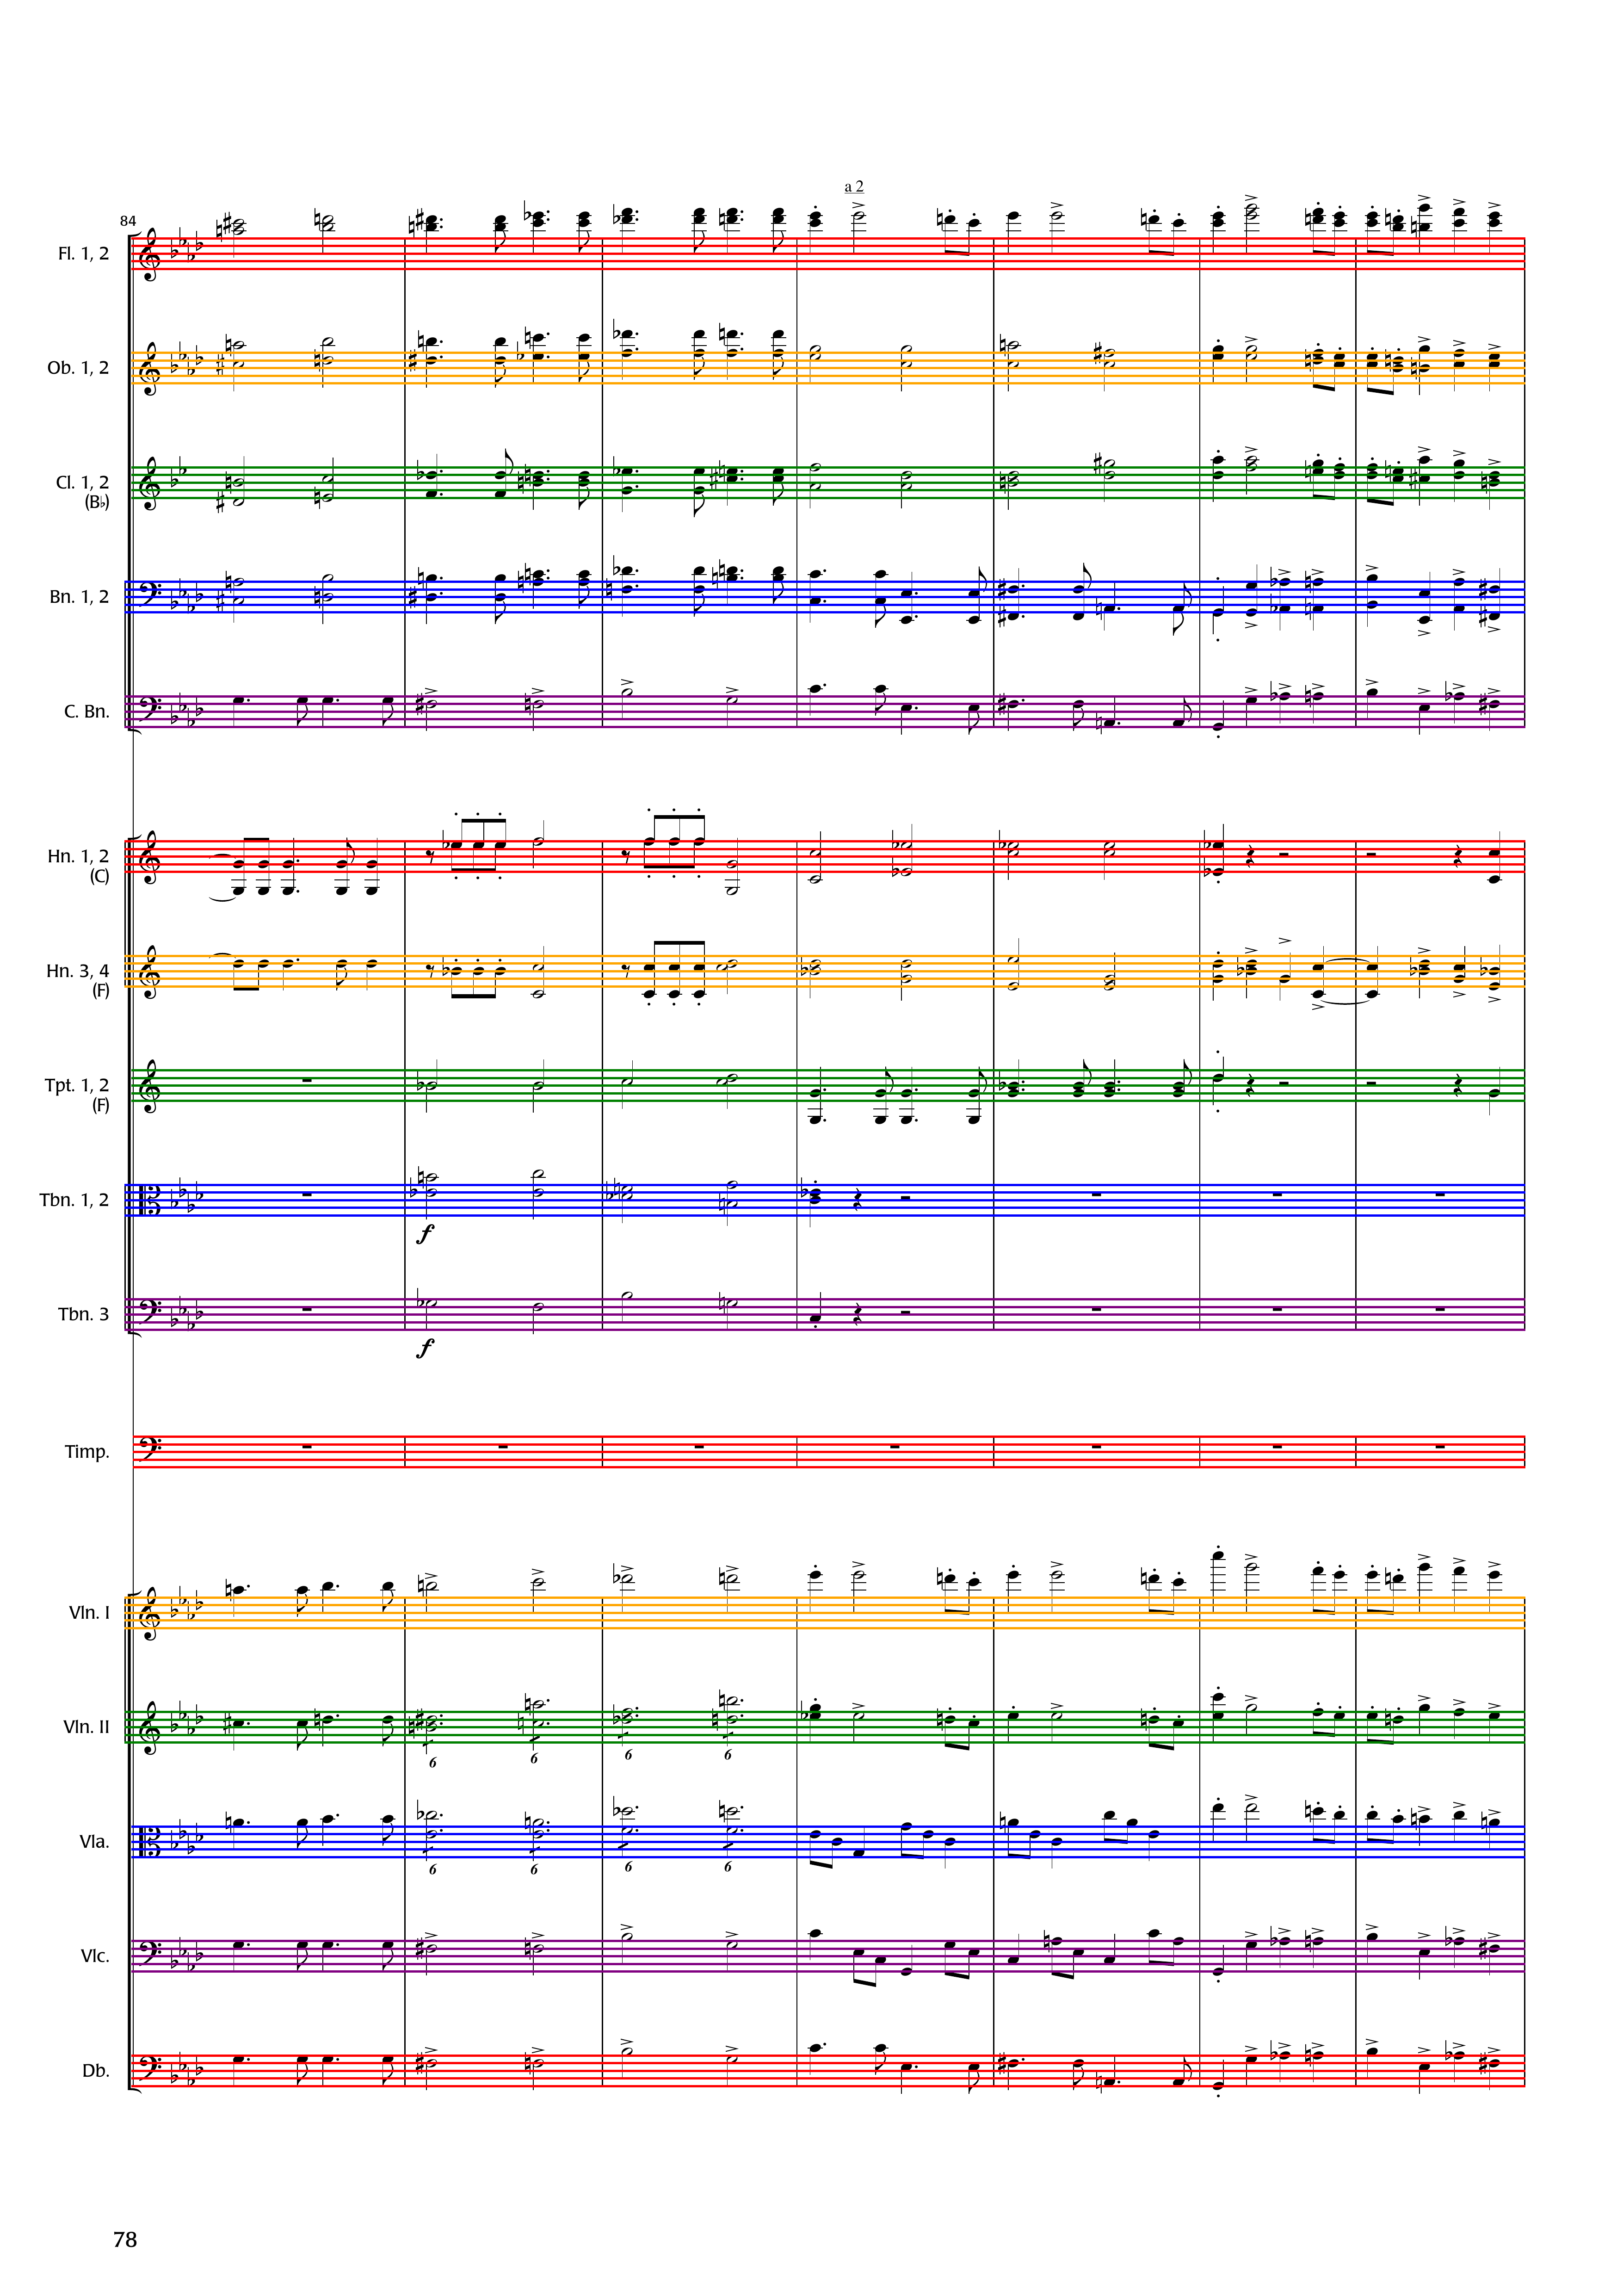 a 2
84
Fl. 1, 2
Ob. 1, 2
Cl. 1, 2
(B♭)
Bn. 1, 2
C. Bn.
Hn. 1, 2
(C)
Hn. 3, 4
(F)
Tpt. 1, 2
(F)
Tbn. 1, 2
f
Tbn. 3
f
Timp.
Vln. I
Vln. II
6 6 6 6
Vla.
6 6 6 6
Vlc.
Db.
78